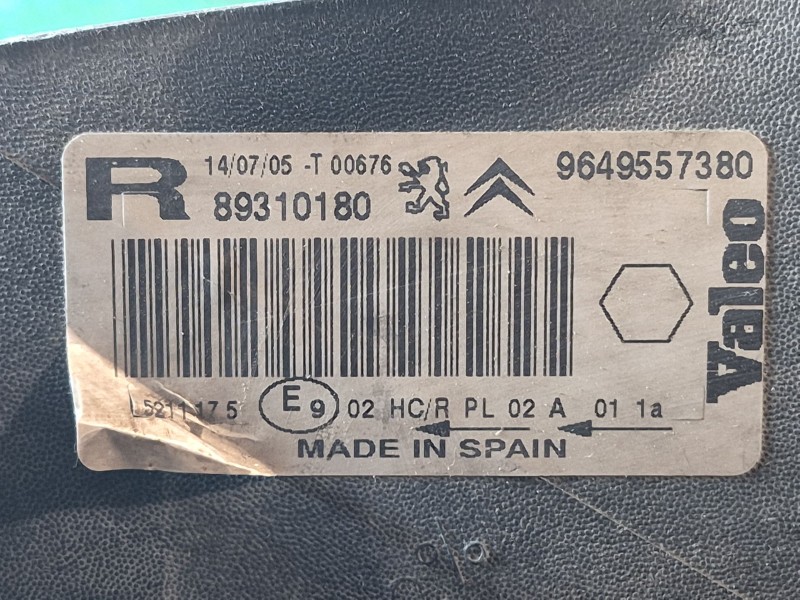 R 14/07/05 -T 00676 9649557380
89310180
Valeo
E9 02 HC/R PL 02 A 01 1a
MADE IN SPAIN